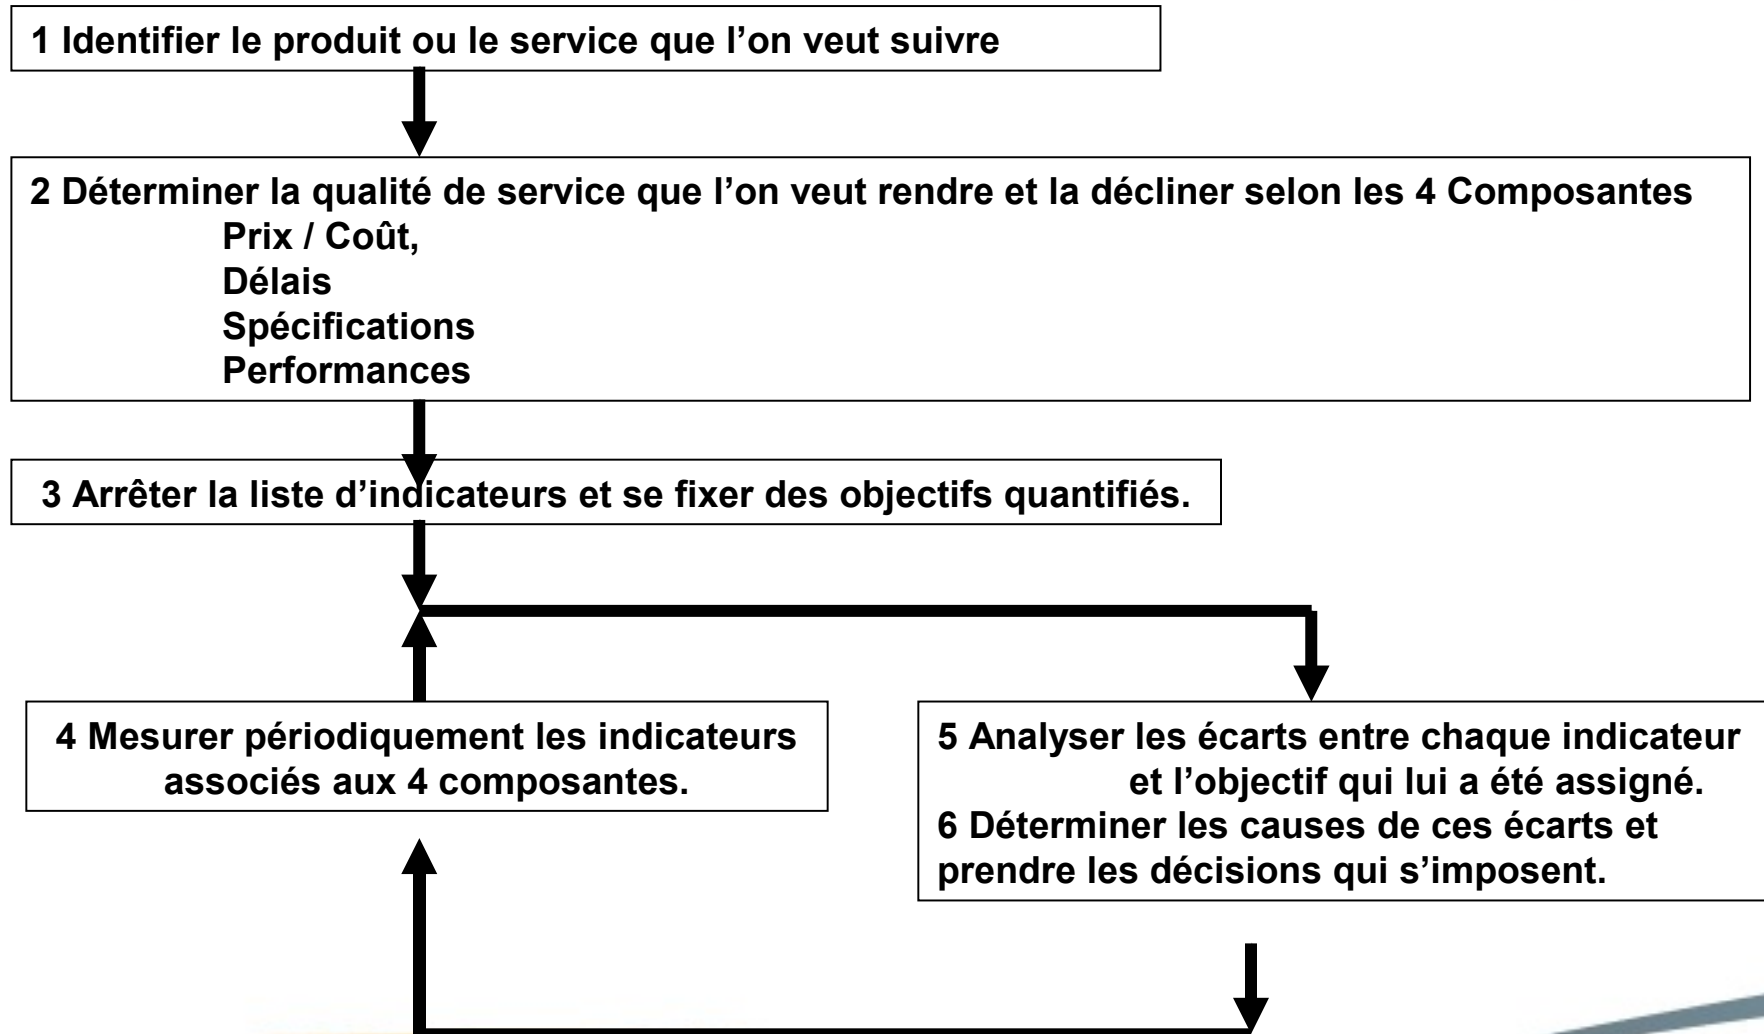 1 Identifier le produit ou le service que l’on veut suivre
2 Déterminer la qualité de service que l’on veut rendre et la décliner selon les 4 Composantes
Prix / Coût,
Délais
Spécifications
Performances
3 Arrêter la liste d’indicateurs et se fixer des objectifs quantifiés.
4 Mesurer périodiquement les indicateurs
associés aux 4 composantes.
5 Analyser les écarts entre chaque indicateur
et l’objectif qui lui a été assigné.
6 Déterminer les causes de ces écarts et
prendre les décisions qui s’imposent.